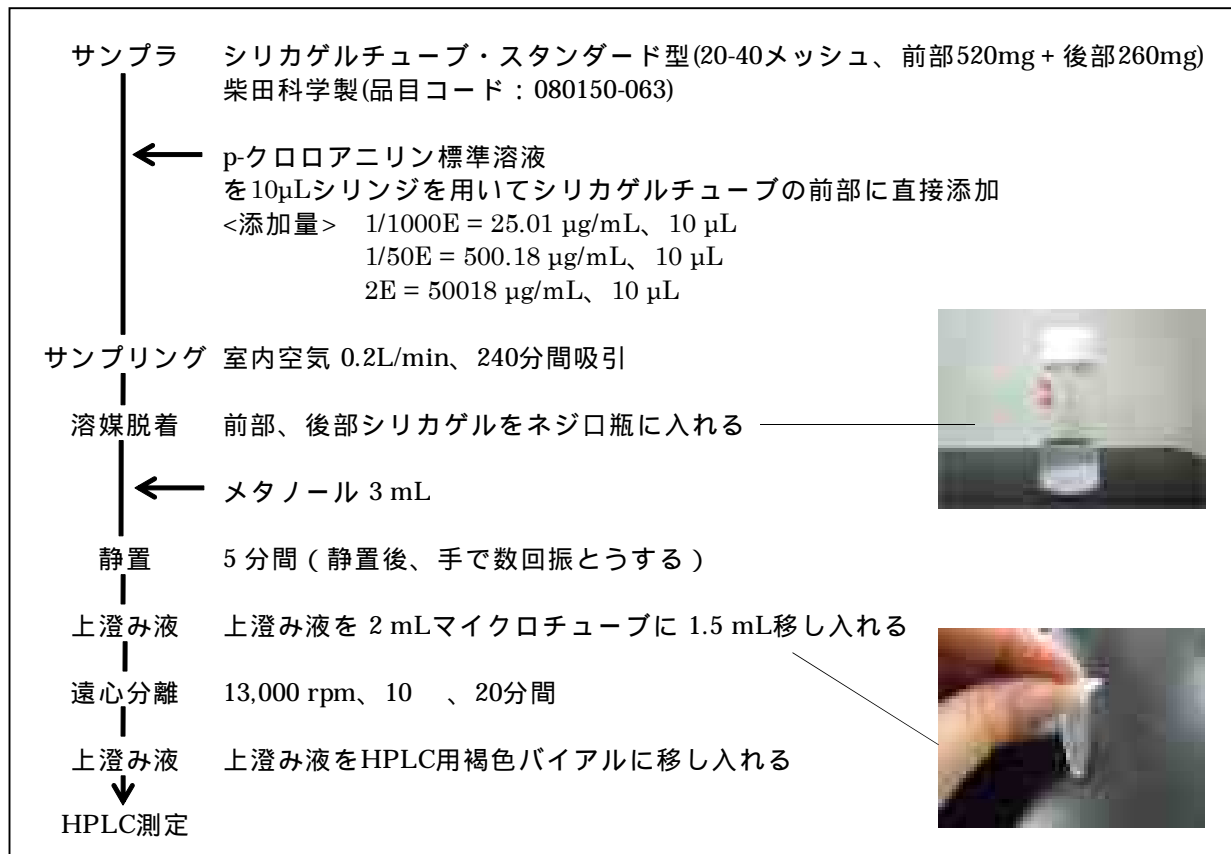 サンプラ シリカゲルチューブ・スタンダード型(20-40メッシュ、前部520mg + 後部260mg)
柴田科学製(品目コード：080150-063)
p-クロロアニリン標準溶液
を10µLシリンジを用いてシリカゲルチューブの前部に直接添加
<添加量> 1/1000E = 25.01 µg/mL、10 µL
1/50E = 500.18 µg/mL、10 µL
2E = 50018 µg/mL、10 µL
サンプリング 室内空気 0.2L/min、240分間吸引
溶媒脱着 前部、後部シリカゲルをネジ口瓶に入れる
メタノール 3 mL
静置 5 分間（静置後、手で数回振とうする）
上澄み液 上澄み液を 2 mLマイクロチューブに 1.5 mL移し入れる
遠心分離 13,000 rpm、10 、20分間
上澄み液 上澄み液をHPLC用褐色バイアルに移し入れる
HPLC測定